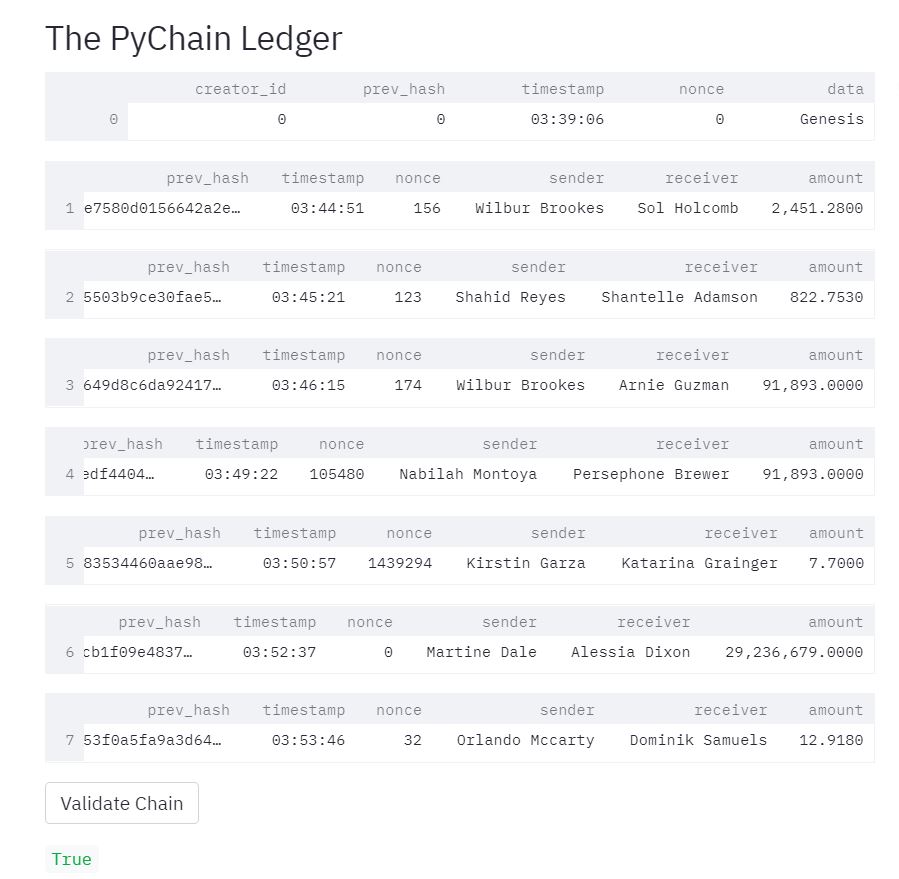 The PyChain Ledger
creator_id prev_hash timestamp nonce data
0 0 0 03:39:06 0 Genesis
prev_hash timestamp nonce sender receiver amount
1 e7580d0156642a2e… 03:44:51 156 Wilbur Brookes Sol Holcomb 2,451.2800
prev_hash timestamp nonce sender receiver amount
2 5503b9ce30fae5… 03:45:21 123 Shahid Reyes Shantelle Adamson 822.7530
prev_hash timestamp nonce sender receiver amount
3 649d8c6da92417… 03:46:15 174 Wilbur Brookes Arnie Guzman 91,893.0000
prev_hash timestamp nonce sender receiver amount
4 edf4404… 03:49:22 105480 Nabilah Montoya Persephone Brewer 91,893.0000
prev_hash timestamp nonce sender receiver amount
5 83534460aae98… 03:50:57 1439294 Kirstin Garza Katarina Grainger 7.7000
prev_hash timestamp nonce sender receiver amount
6 cb1f09e4837… 03:52:37 0 Martine Dale Alessia Dixon 29,236,679.0000
prev_hash timestamp nonce sender receiver amount
7 53f0a5fa9a3d64… 03:53:46 32 Orlando Mccarty Dominik Samuels 12.9180
Validate Chain
True